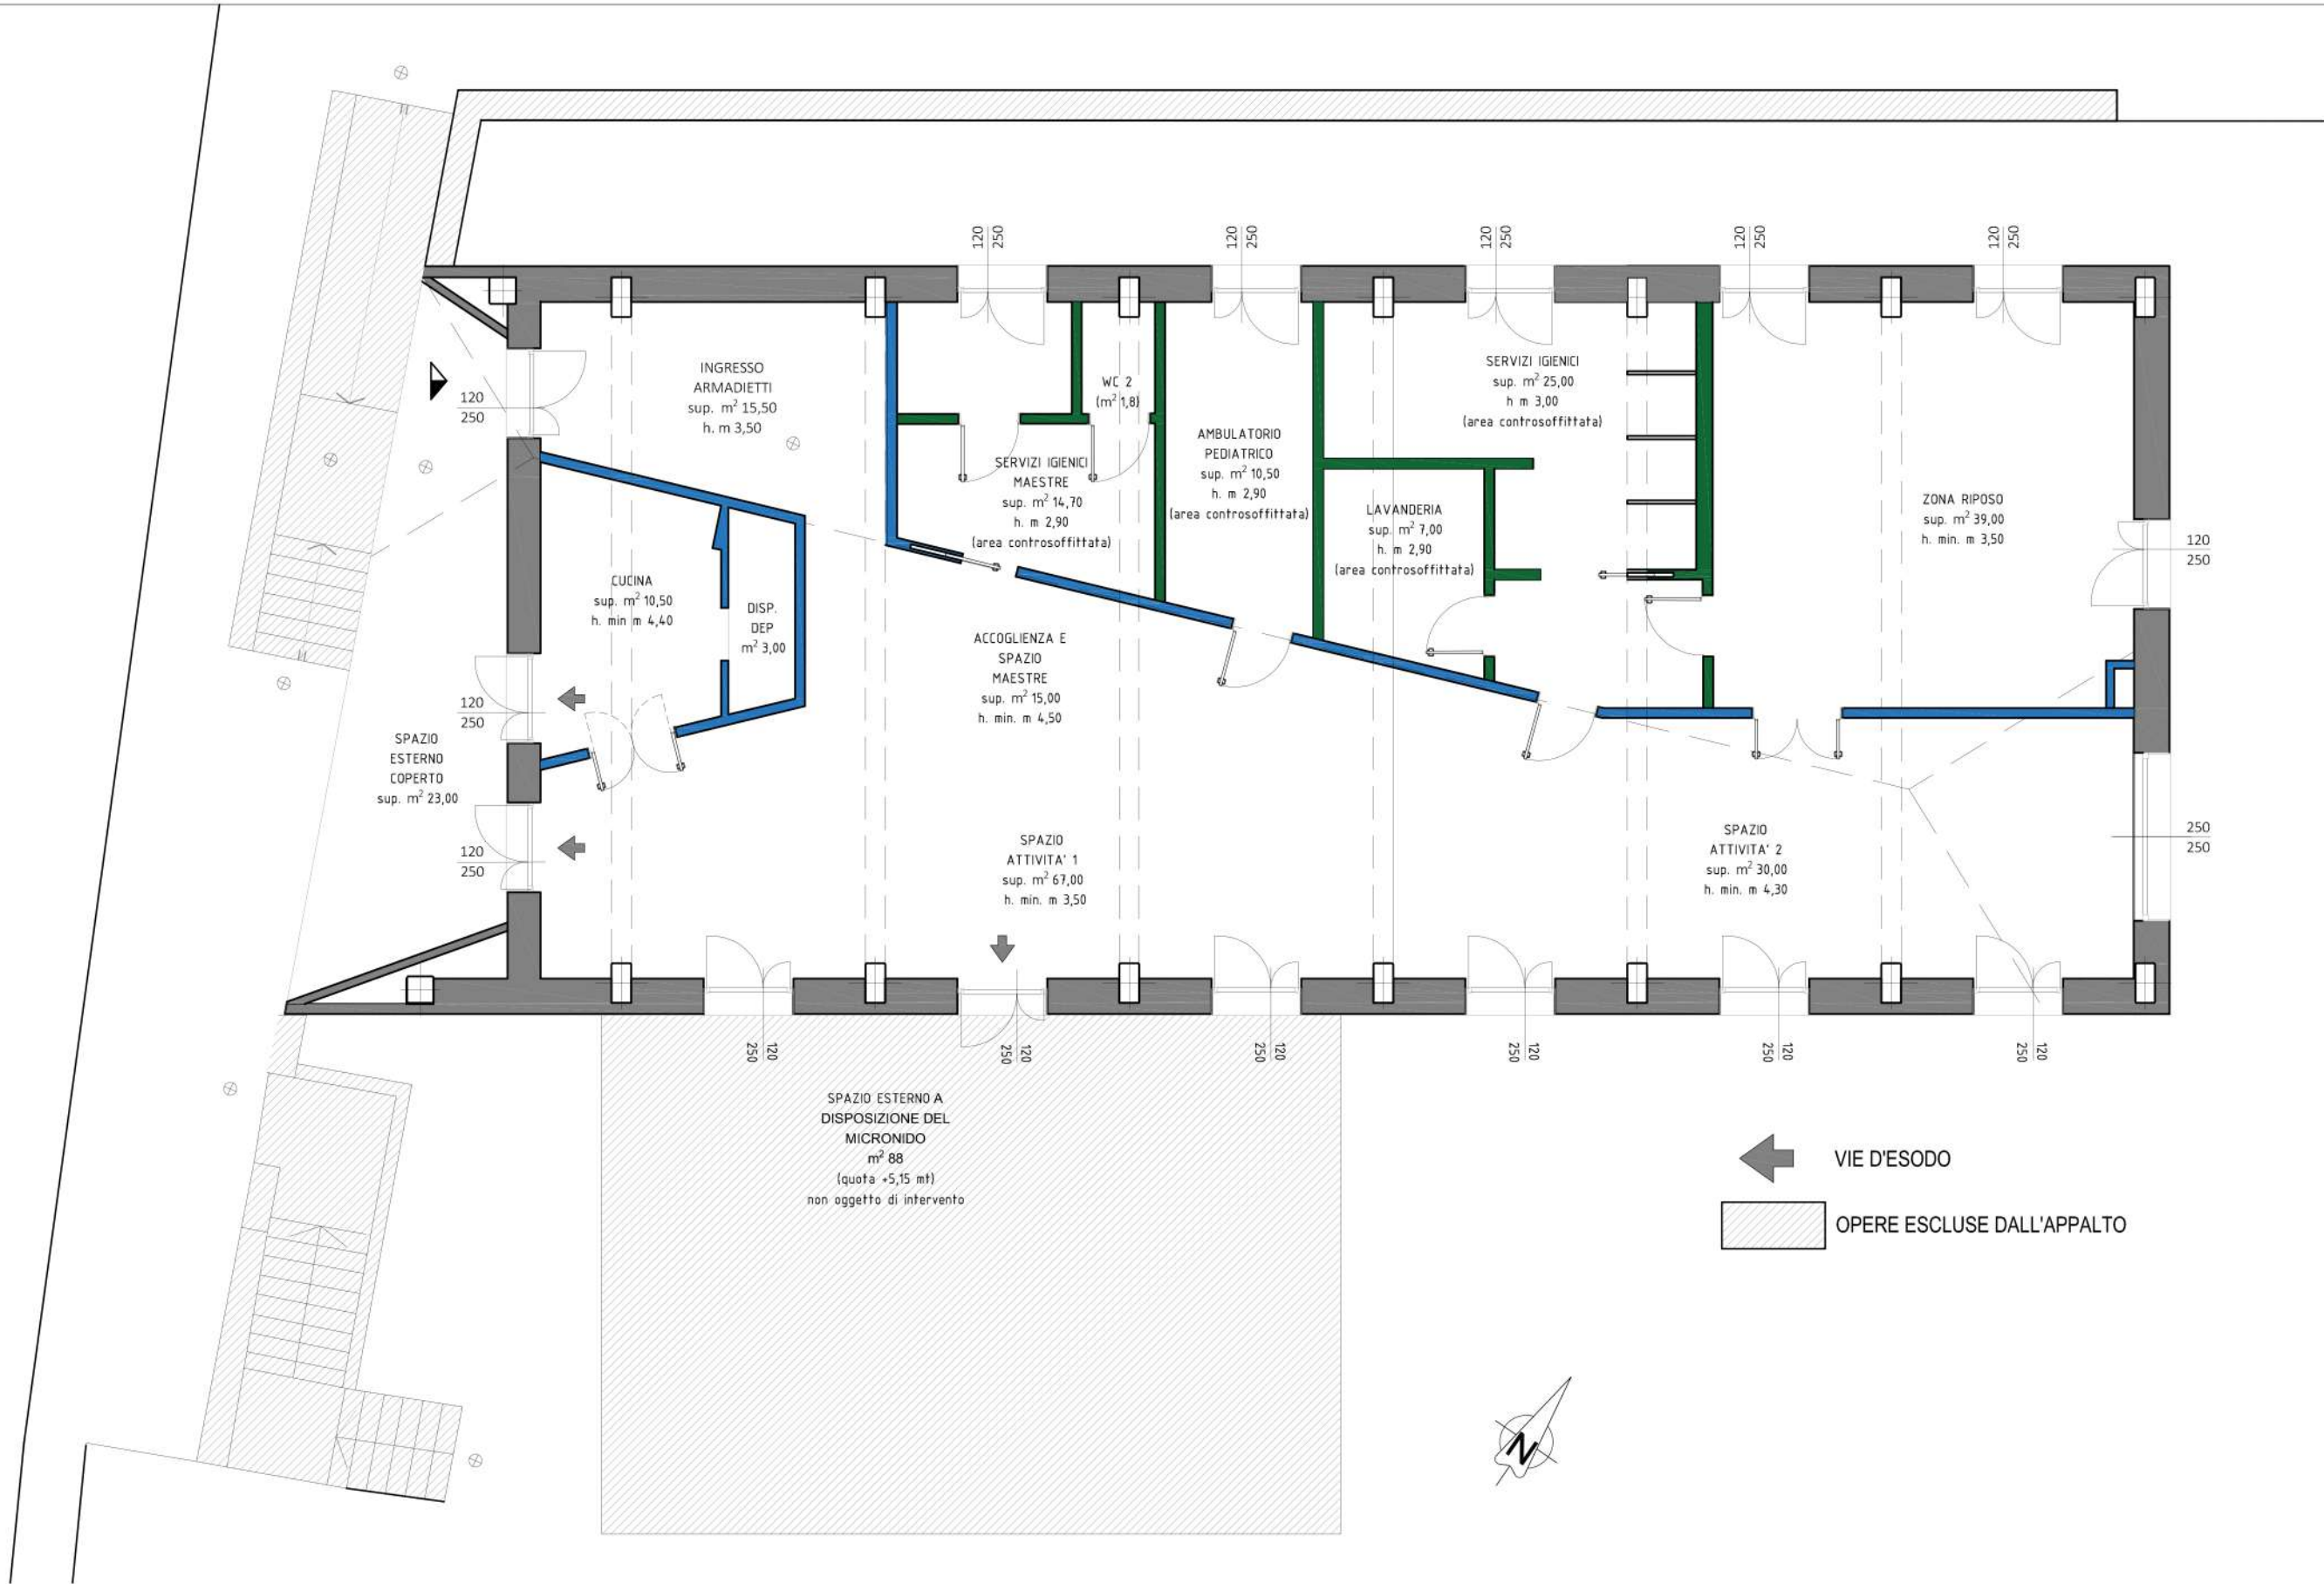 120
250
120
250
120
250
120
250
120
250
INGRESSO
ARMADIETTI
sup. m² 15,50
h. m 3,50
120
250
WC 2
(m² 1,8)
SERVIZI IGIENICI
MAESTRE
sup. m² 14,70
h. m 2,90
(area controsoffittata)
AMBULATORIO
PEDIATRICO
sup. m² 10,50
h. m 2,90
(area controsoffittata)
SERVIZI IGIENICI
sup. m² 25,00
h m 3,00
(area controsoffittata)
LAVANDERIA
sup. m² 7,00
h. m 2,90
(area controsoffittata)
ZONA RIPOSO
sup. m² 39,00
h. min. m 3,50
120
250
CUCINA
sup. m² 10,50
h. min m 4,40
DISP.
DEP
m² 3,00
ACCOGLIENZA E
SPAZIO
MAESTRE
sup. m² 15,00
h. min. m 4,50
120
250
SPAZIO
ESTERNO
COPERTO
sup. m² 23,00
120
250
SPAZIO
ATTIVITA' 1
sup. m² 67,00
h. min. m 3,50
SPAZIO
ATTIVITA' 2
sup. m² 30,00
h. min. m 4,30
250
250
250
120
250
120
250
120
250
120
250
120
250
120
SPAZIO ESTERNO A
DISPOSIZIONE DEL
MICRONIDO
m² 88
(quota +5,15 mt)
non oggetto di intervento
VIE D'ESODO
OPERE ESCLUSE DALL'APPALTO
N